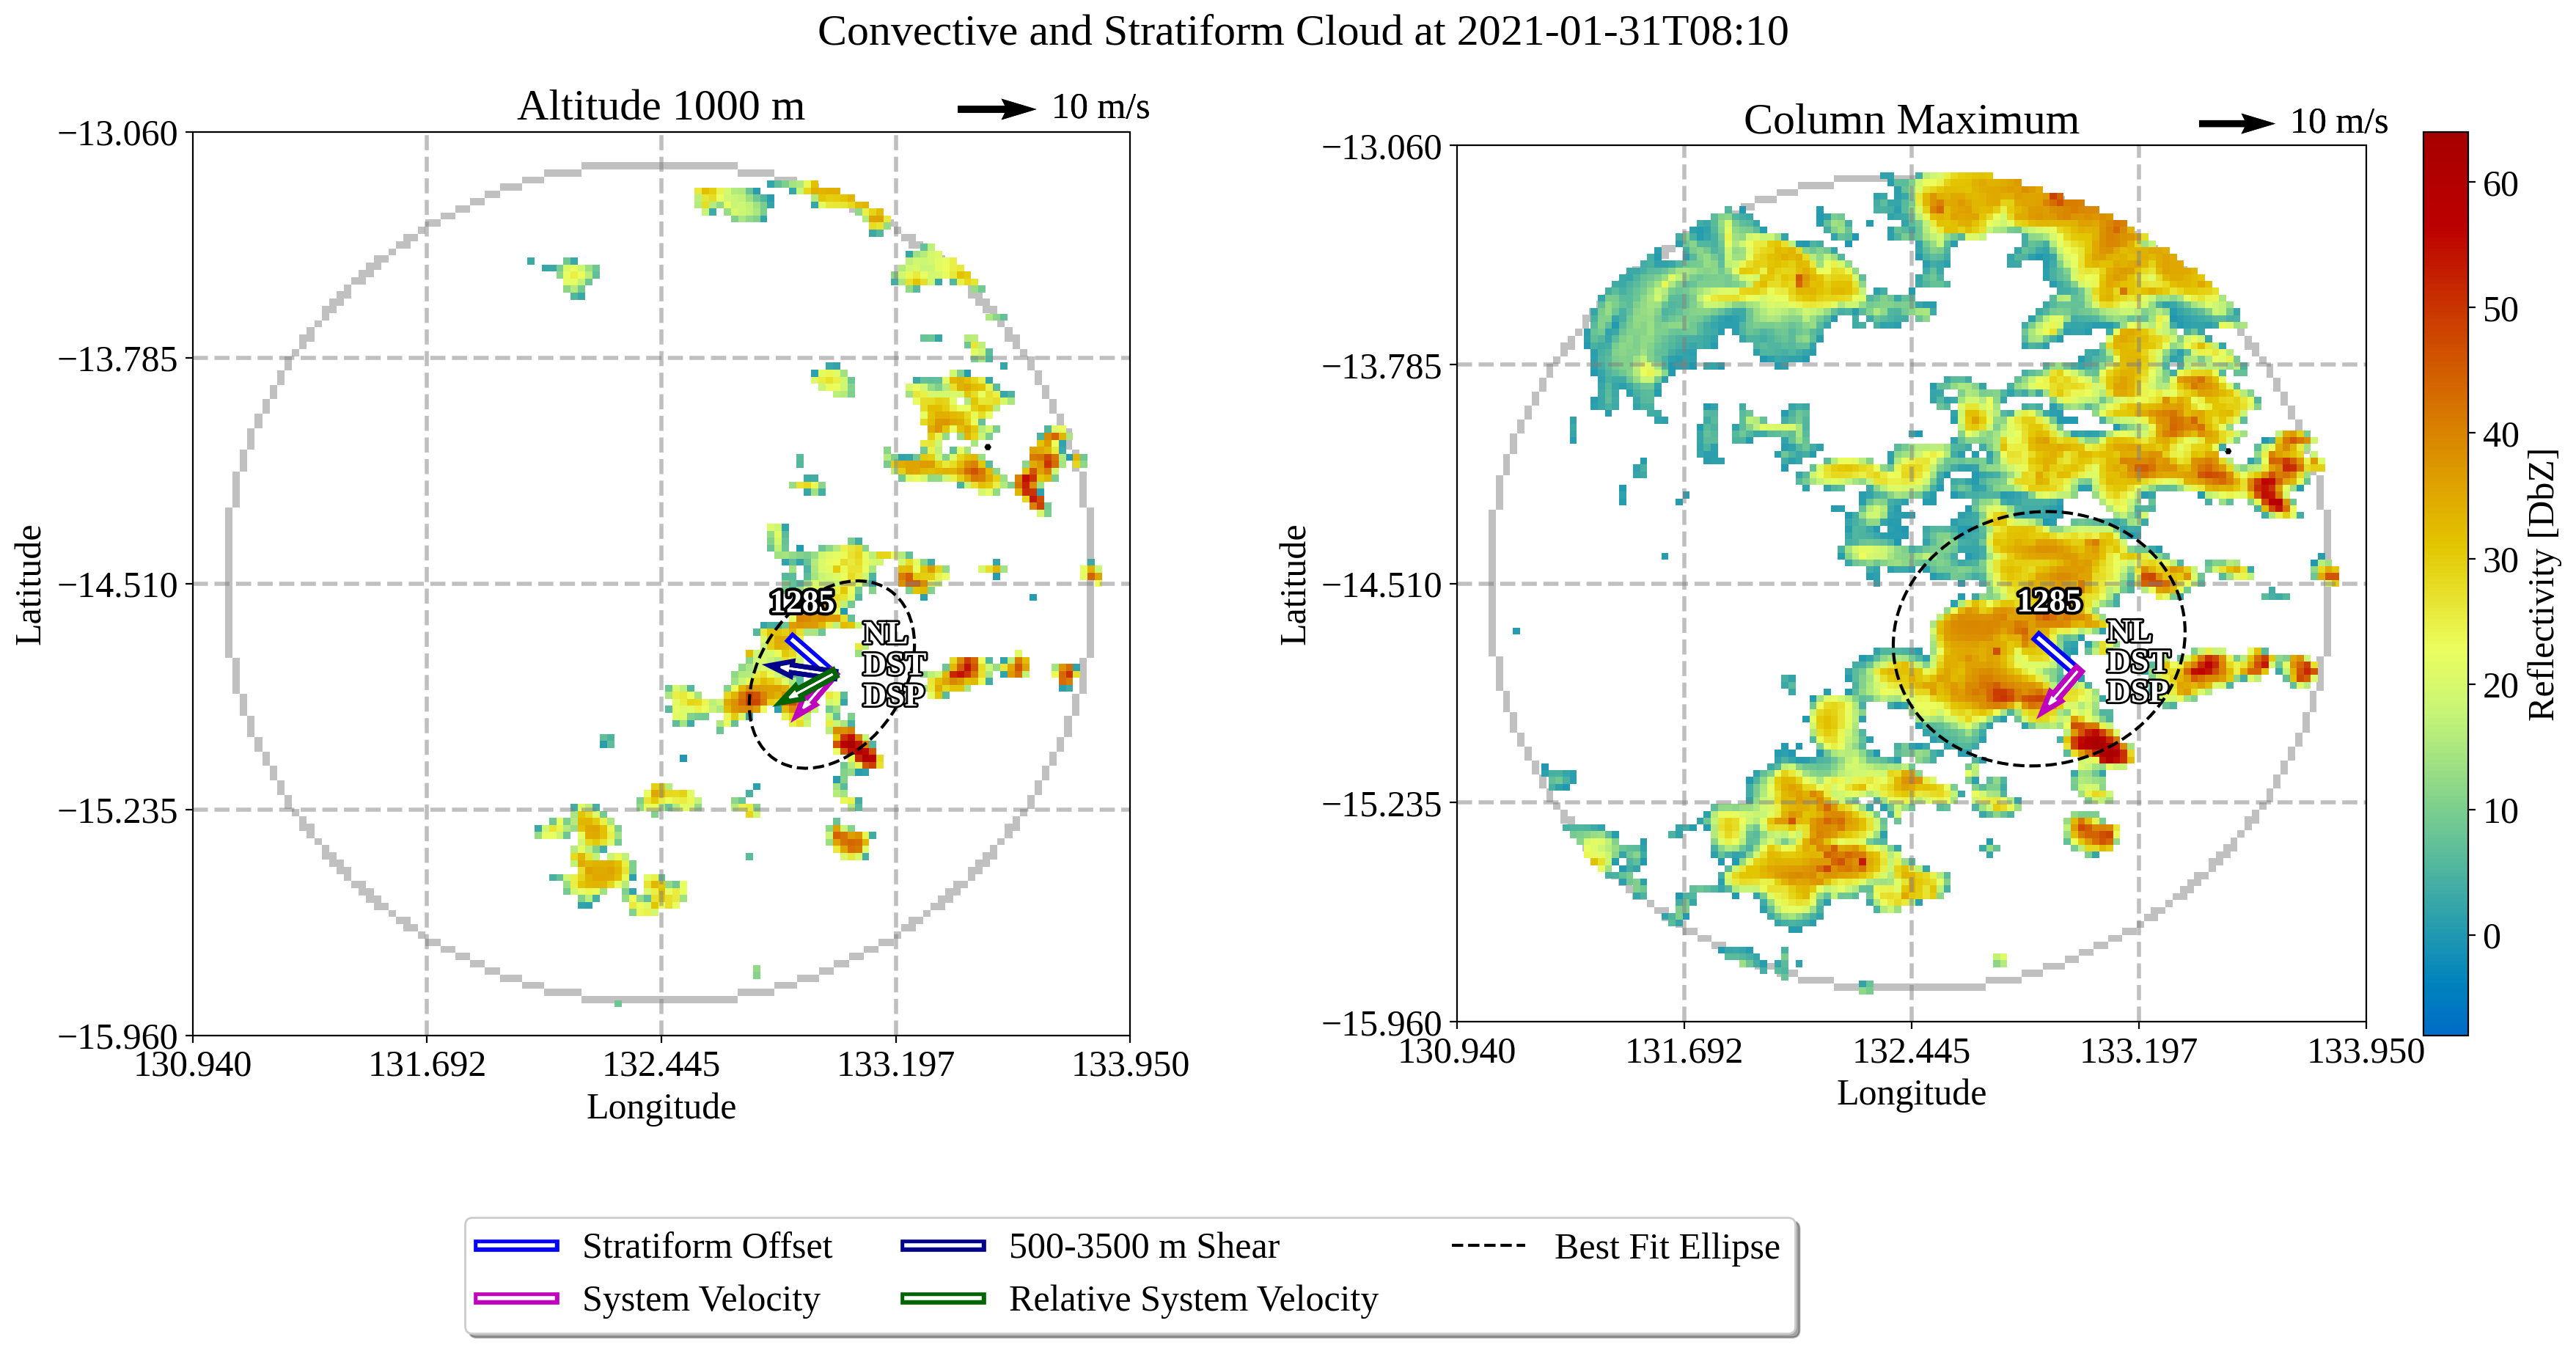 Convective and Stratiform Cloud at 2021-01-31T08:10
Altitude 1000 m
10 m/s
−13.060
−13.785
−14.510
−15.235
−15.960
130.940
131.692
132.445
133.197
133.950
Latitude
Longitude
1285
NL
DST
DSP
Column Maximum
10 m/s
−13.060
−13.785
−14.510
−15.235
−15.960
130.940
131.692
132.445
133.197
133.950
Latitude
Longitude
1285
NL
DST
DSP
60
50
40
30
20
10
0
Reflectivity [DbZ]
Stratiform Offset
System Velocity
500-3500 m Shear
Relative System Velocity
Best Fit Ellipse